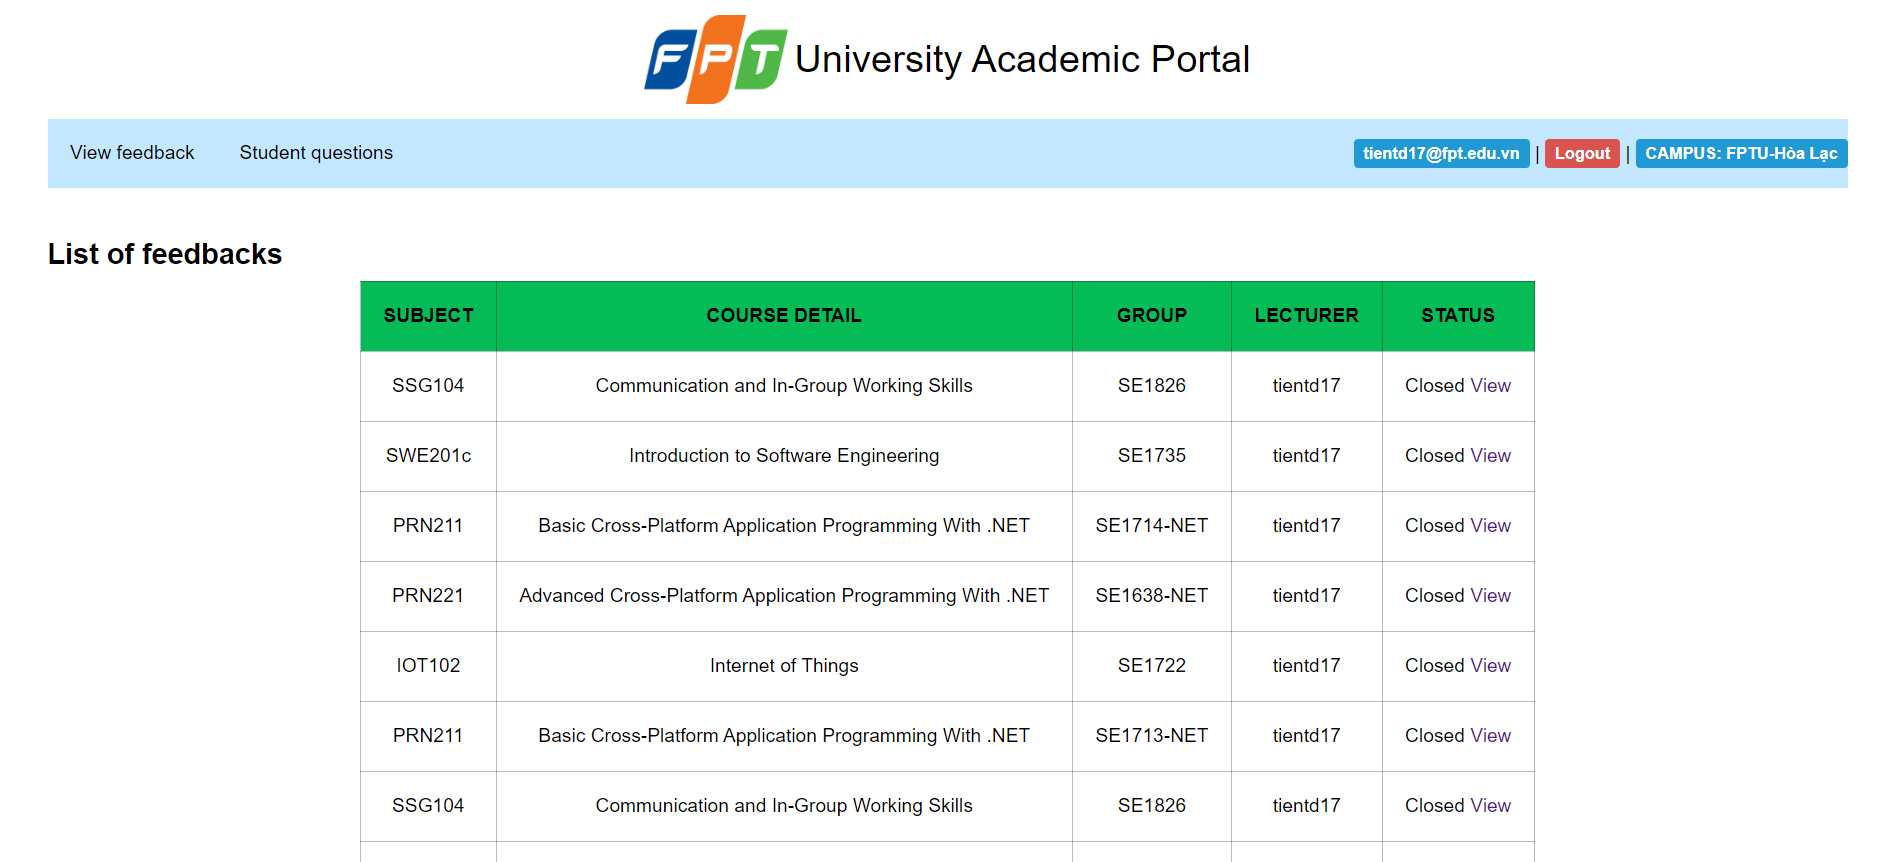 FPT University Academic Portal
View feedback Student questions tientd17@fpt.edu.vn | Logout | CAMPUS: FPTU-Hòa Lạc
List of feedbacks
SUBJECT COURSE DETAIL GROUP LECTURER STATUS
SSG104 Communication and In-Group Working Skills SE1826 tientd17 Closed View
SWE201c Introduction to Software Engineering SE1735 tientd17 Closed View
PRN211 Basic Cross-Platform Application Programming With .NET SE1714-NET tientd17 Closed View
PRN221 Advanced Cross-Platform Application Programming With .NET SE1638-NET tientd17 Closed View
IOT102 Internet of Things SE1722 tientd17 Closed View
PRN211 Basic Cross-Platform Application Programming With .NET SE1713-NET tientd17 Closed View
SSG104 Communication and In-Group Working Skills SE1826 tientd17 Closed View